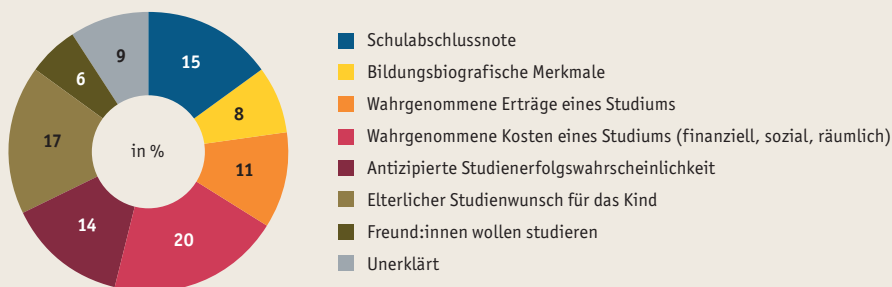 15
8
11
20
14
17
6
9
in %
Schulabschlussnote
Bildungsbiografische Merkmale
Wahrgenommene Erträge eines Studiums
Wahrgenommene Kosten eines Studiums (finanziell, sozial, räumlich)
Antizipierte Studienerfolgswahrscheinlichkeit
Elterlicher Studienwunsch für das Kind
Freund:innen wollen studieren
Unerklärt